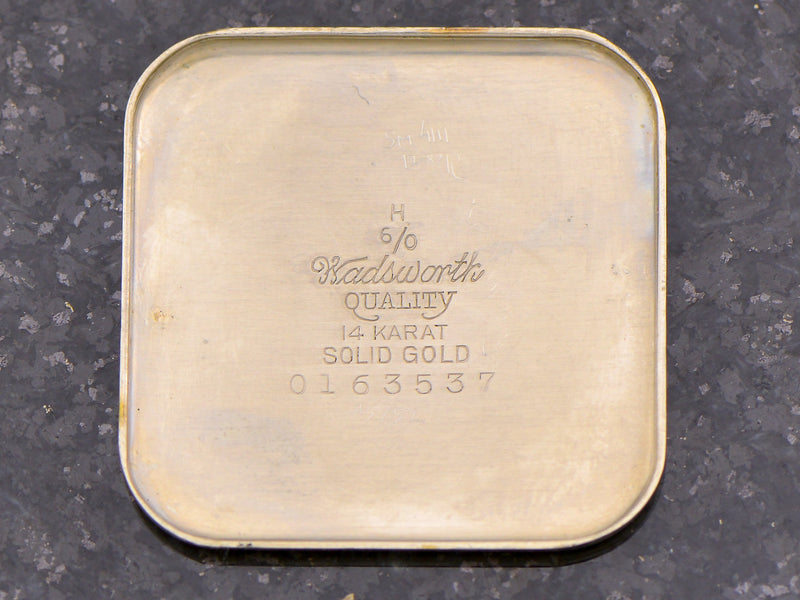 H
6/0
Wadsworth
QUALITY
14 KARAT
SOLID GOLD
0163537